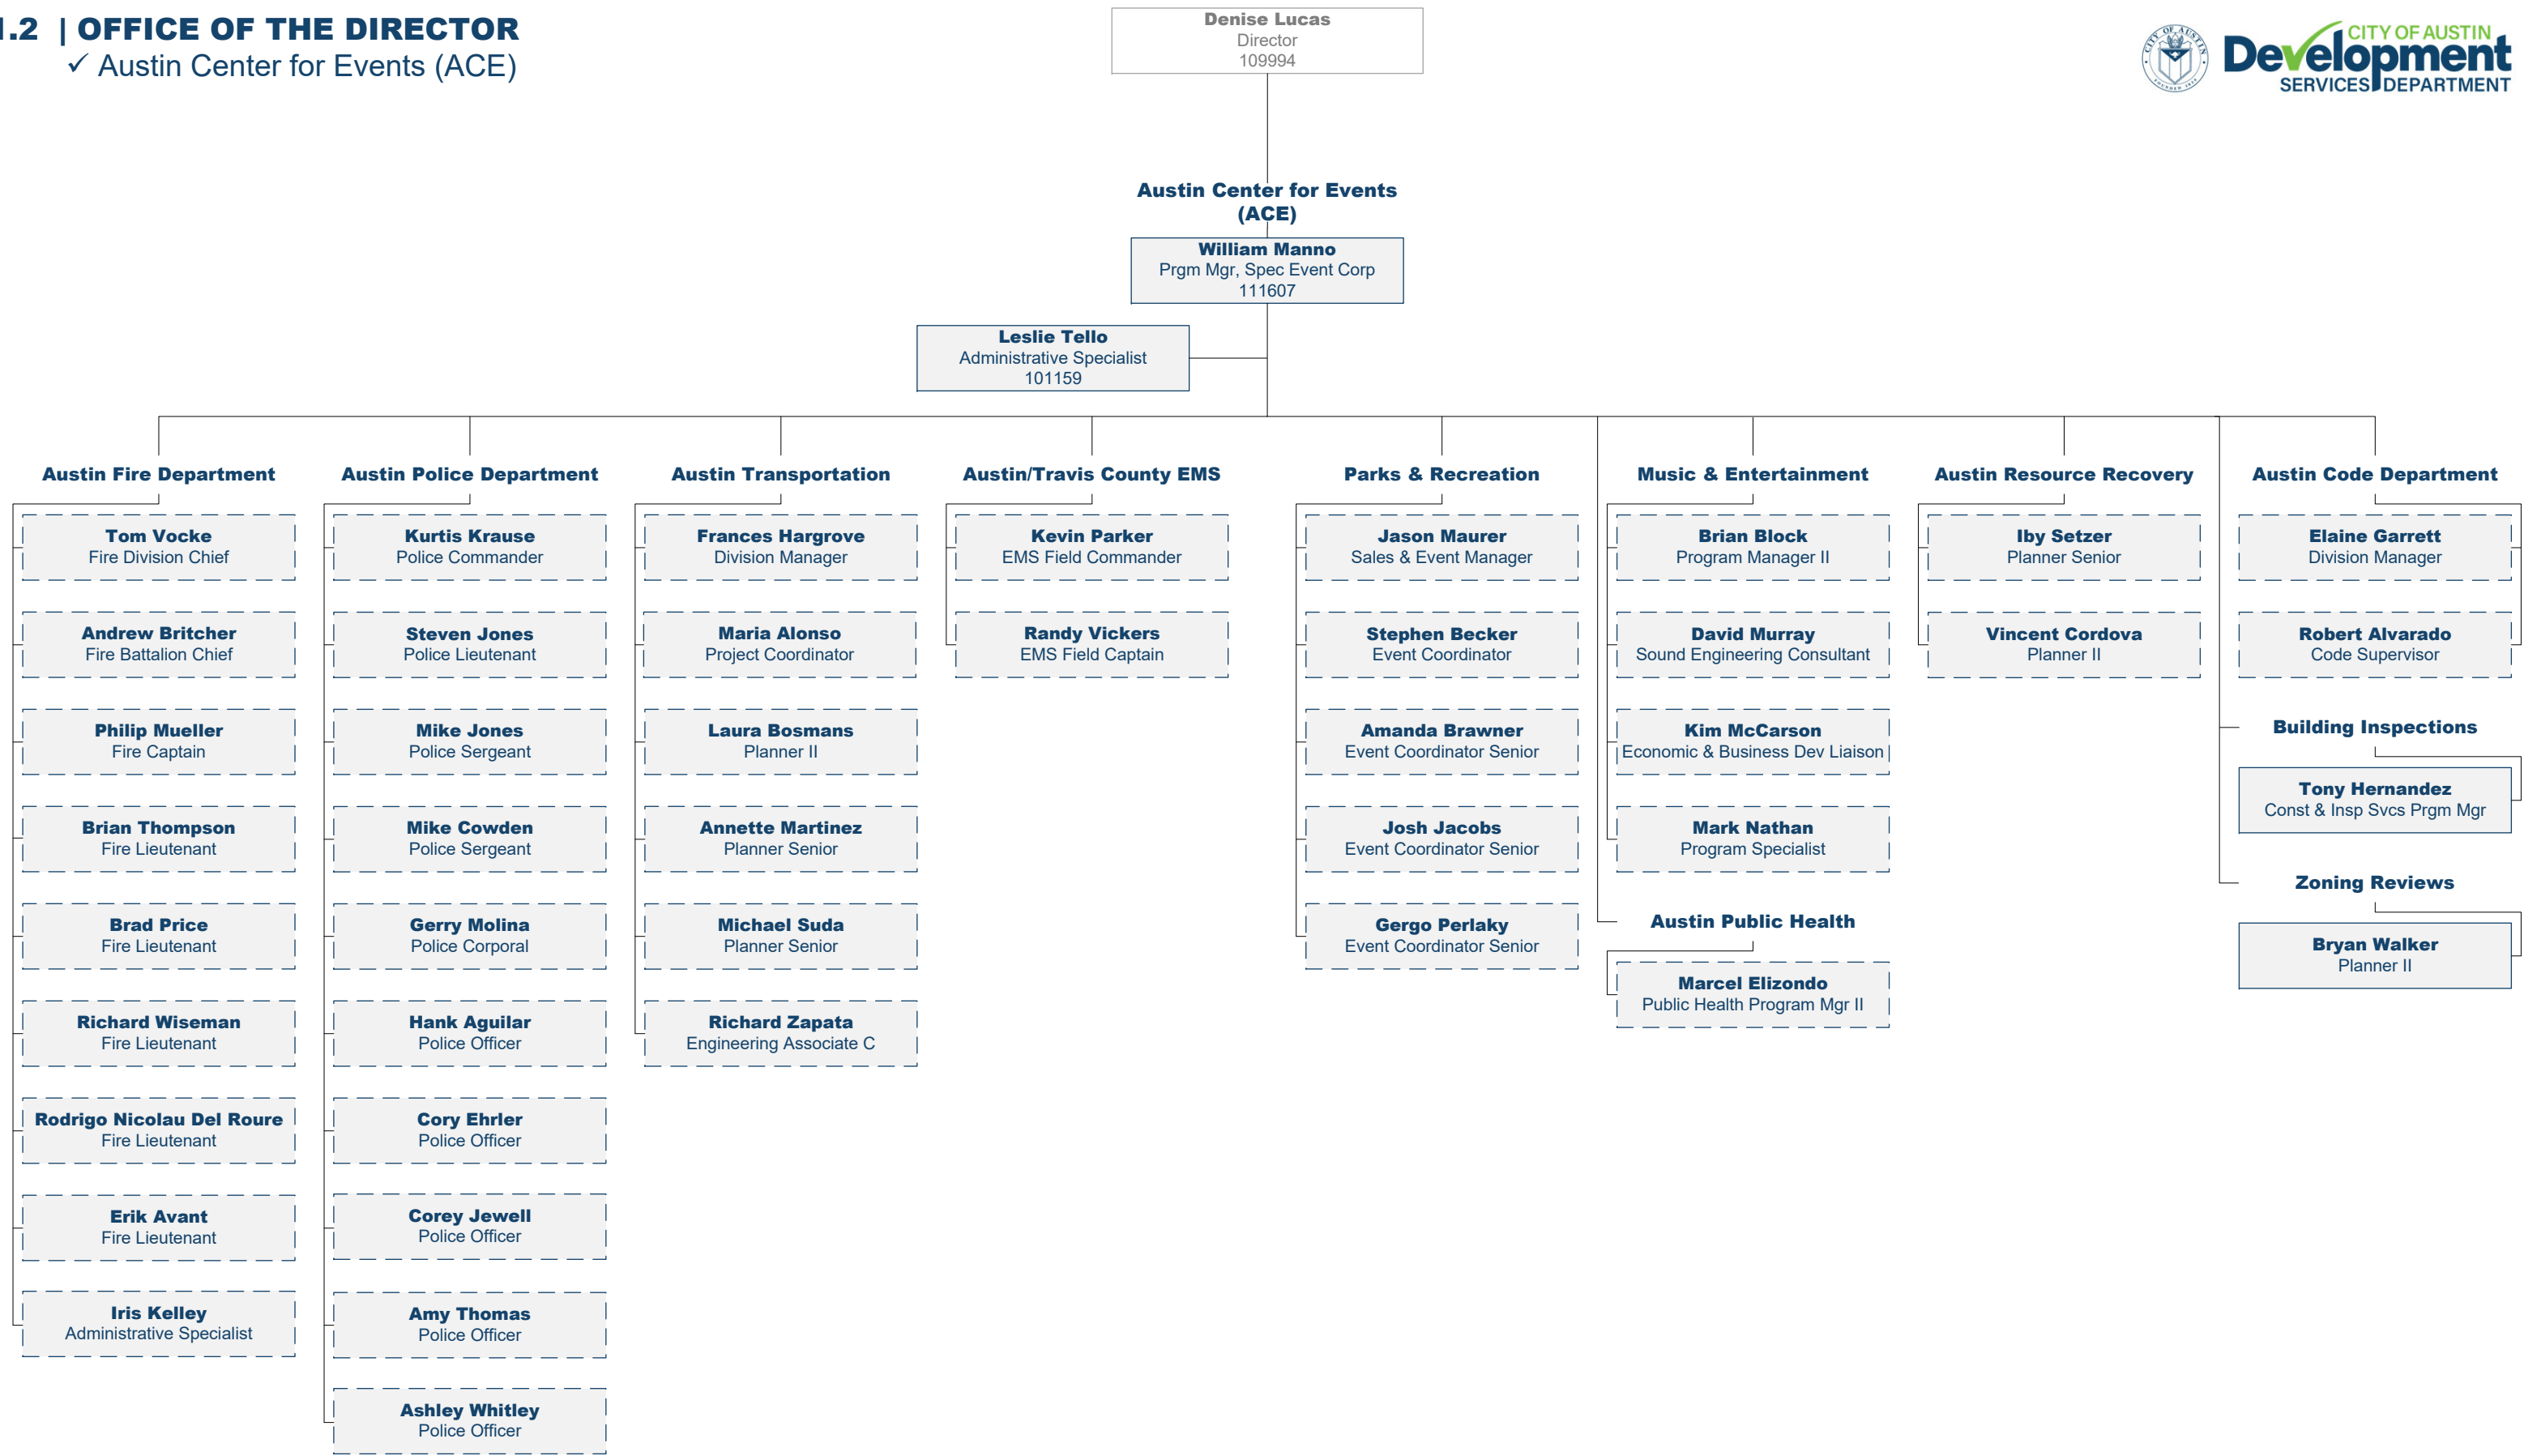 1.2 | OFFICE OF THE DIRECTOR
✓ Austin Center for Events (ACE)
Denise Lucas
Director
109994
CITY OF AUSTIN
Development
SERVICES DEPARTMENT
Austin Center for Events
(ACE)
William Manno
Prgm Mgr, Spec Event Corp
111607
Leslie Tello
Administrative Specialist
101159
Austin Fire Department
Tom Vocke
Fire Division Chief
Andrew Britcher
Fire Battalion Chief
Philip Mueller
Fire Captain
Brian Thompson
Fire Lieutenant
Brad Price
Fire Lieutenant
Richard Wiseman
Fire Lieutenant
Rodrigo Nicolau Del Roure
Fire Lieutenant
Erik Avant
Fire Lieutenant
Iris Kelley
Administrative Specialist
Austin Police Department
Kurtis Krause
Police Commander
Steven Jones
Police Lieutenant
Mike Jones
Police Sergeant
Mike Cowden
Police Sergeant
Gerry Molina
Police Corporal
Hank Aguilar
Police Officer
Cory Ehrler
Police Officer
Corey Jewell
Police Officer
Amy Thomas
Police Officer
Ashley Whitley
Police Officer
Austin Transportation
Frances Hargrove
Division Manager
Maria Alonso
Project Coordinator
Laura Bosmans
Planner II
Annette Martinez
Planner Senior
Michael Suda
Planner Senior
Richard Zapata
Engineering Associate C
Austin/Travis County EMS
Kevin Parker
EMS Field Commander
Randy Vickers
EMS Field Captain
Parks & Recreation
Jason Maurer
Sales & Event Manager
Stephen Becker
Event Coordinator
Amanda Brawner
Event Coordinator Senior
Josh Jacobs
Event Coordinator Senior
Gergo Perlaky
Event Coordinator Senior
Music & Entertainment
Brian Block
Program Manager II
David Murray
Sound Engineering Consultant
Kim McCarson
Economic & Business Dev Liaison
Mark Nathan
Program Specialist
Austin Public Health
Marcel Elizondo
Public Health Program Mgr II
Austin Resource Recovery
Iby Setzer
Planner Senior
Vincent Cordova
Planner II
Austin Code Department
Elaine Garrett
Division Manager
Robert Alvarado
Code Supervisor
Building Inspections
Tony Hernandez
Const & Insp Svcs Prgm Mgr
Zoning Reviews
Bryan Walker
Planner II